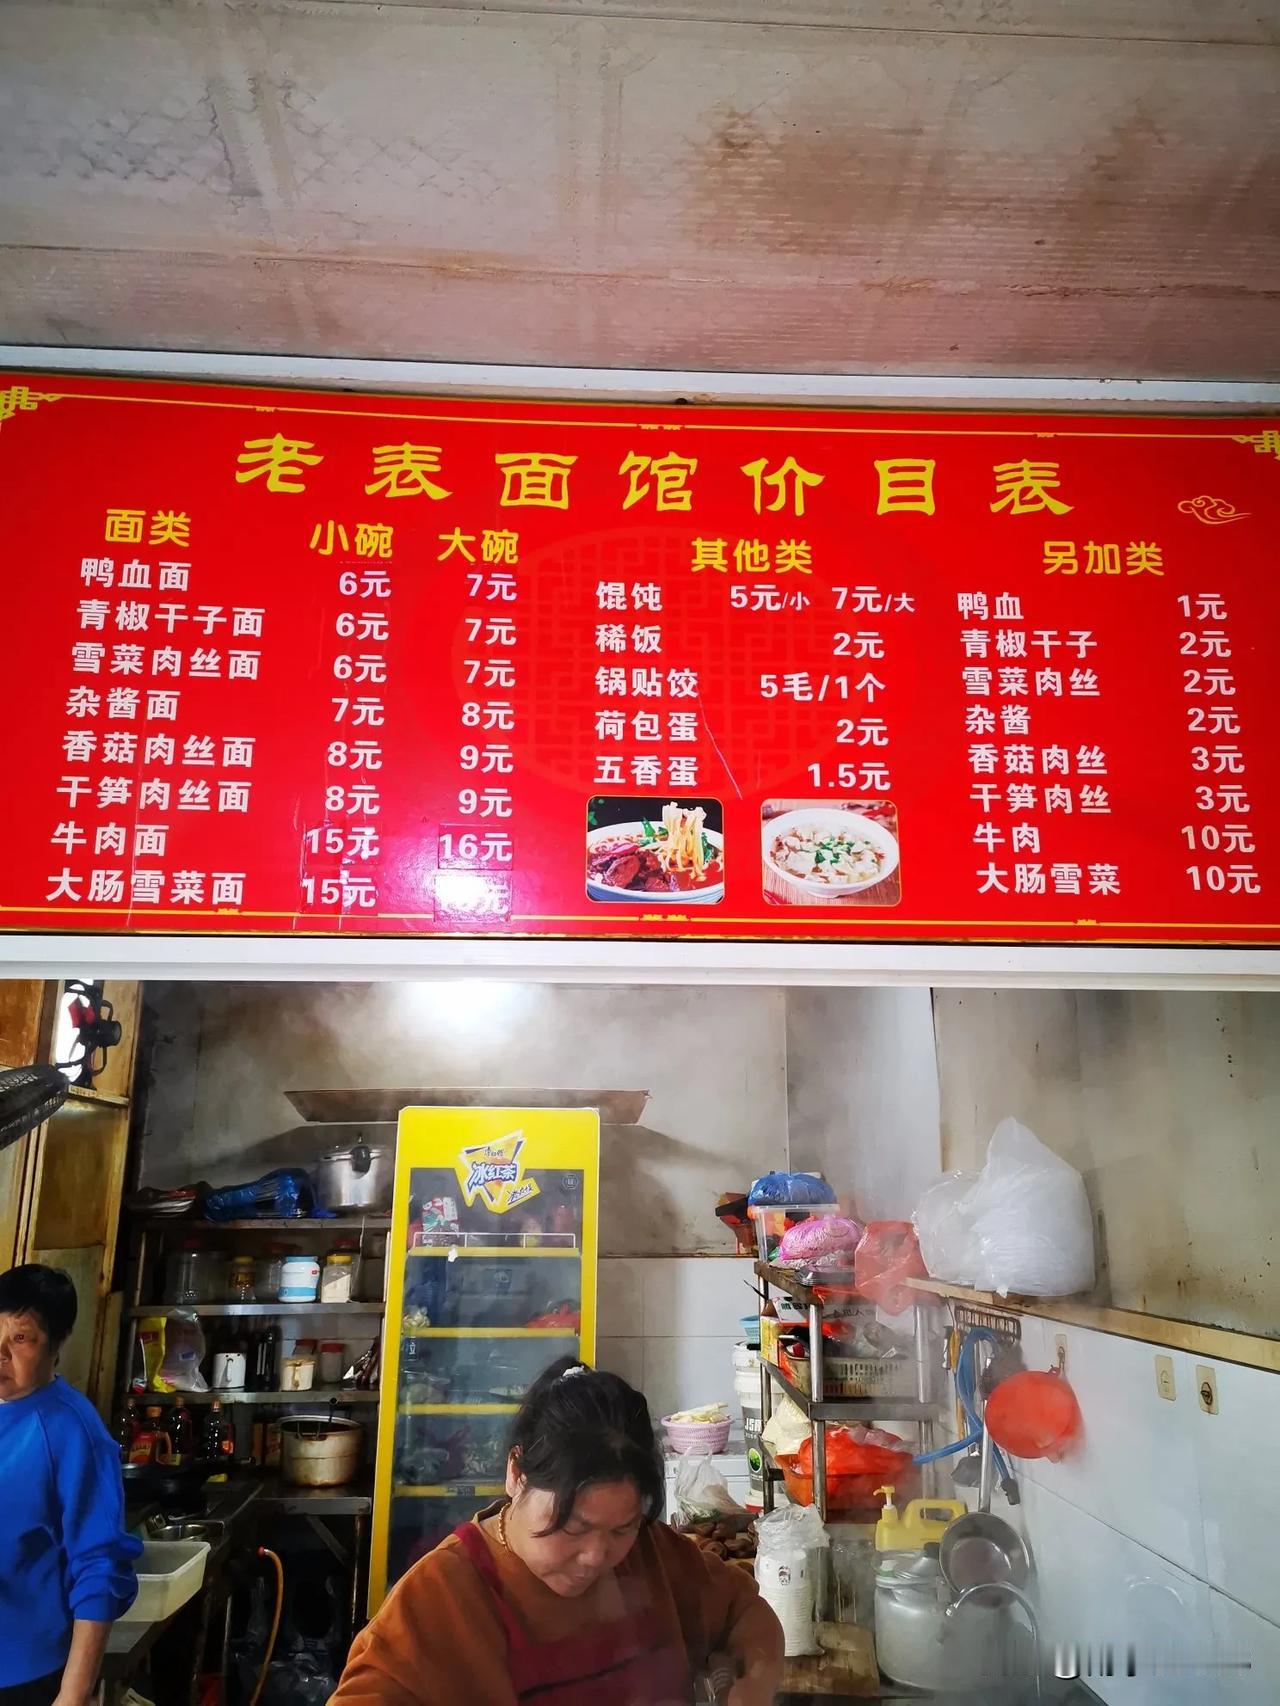 老表面馆价目表
面类 小碗 大碗
鸭血面 6元 7元
青椒干子面 6元 7元
雪菜肉丝面 6元 7元
杂酱面 7元 8元
香菇肉丝面 8元 9元
干笋肉丝面 8元 9元
牛肉面 15元 16元
大肠雪菜面 15元
其他类
馄饨 5元/小 7元/大
稀饭 2元
锅贴饺 5毛/1个
荷包蛋 2元
五香蛋 1.5元
另加类
鸭血 1元
青椒干子 2元
雪菜肉丝 2元
杂酱 2元
香菇肉丝 3元
干笋肉丝 3元
牛肉 10元
大肠雪菜 10元
冰红茶